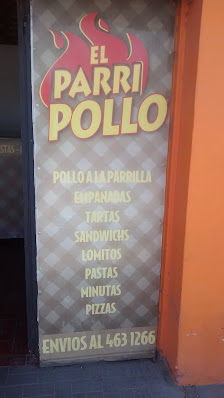 EL
PARRI
POLLO
POLLO A LA PARRILLA
EMPANADAS
TARTAS
SANDWICHS
LOMITOS
PASTAS
MINUTAS
PIZZAS
ENVIOS AL 463 1266